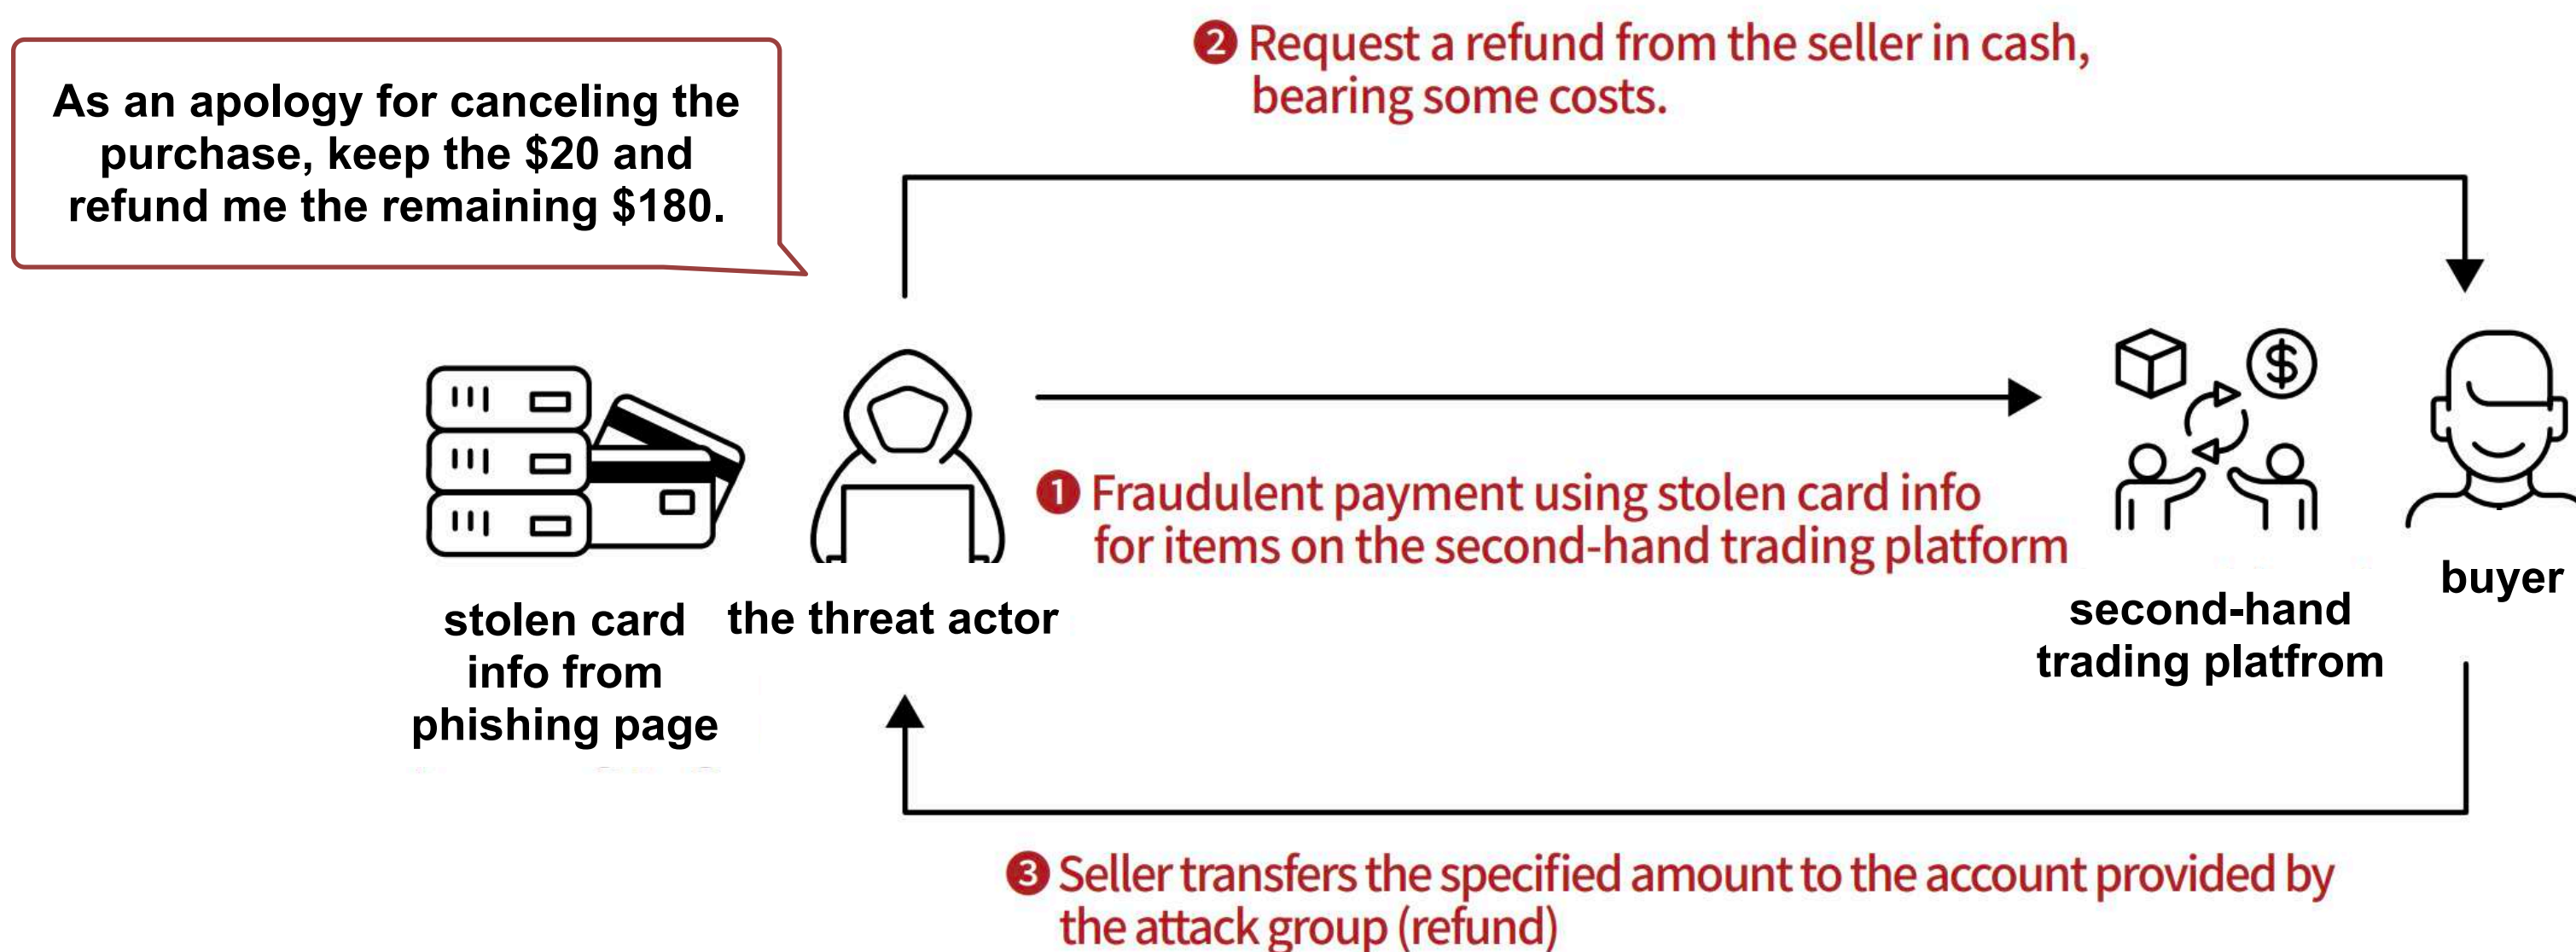 As an apology for canceling the
purchase, keep the $20 and
refund me the remaining $180.
❷ Request a refund from the seller in cash,
bearing some costs.
❶ Fraudulent payment using stolen card info
for items on the second-hand trading platform
stolen card
info from
phishing page
the threat actor
second-hand
trading platfrom
buyer
❸ Seller transfers the specified amount to the account provided by
the attack group (refund)